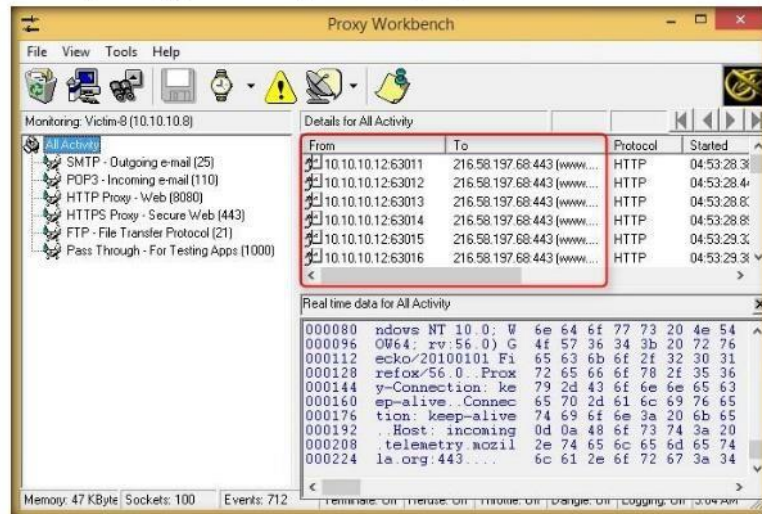 Proxy Workbench
File View Tools Help
Monitoring: Victim-8 (10.10.10.8)
All Activity
SMTP - Outgoing e-mail (25)
POP3 - Incoming e-mail (110)
HTTP Proxy - Web (8080)
HTTPS Proxy - Secure Web (443)
FTP - File Transfer Protocol (21)
Pass Through - For Testing Apps (1000)
Details for All Activity
From To Protocol Started
10.10.10.12:63011 216.58.197.68:443 (www.... HTTP 04:53:28.3
10.10.10.12:63012 216.58.197.68:443 (www.... HTTP 04:53:28.4
10.10.10.12:63013 216.58.197.68:443 (www.... HTTP 04:53:28.8
10.10.10.12:63014 216.58.197.68:443 (www.... HTTP 04:53:28.8
10.10.10.12:63015 216.58.197.68:443 (www.... HTTP 04:53:29.3
10.10.10.12:63016 216.58.197.68:443 (www.... HTTP 04:53:29.3
Real time data for All Activity
000080 ndows NT 10.0; W 6e 64 6f 77 73 20 4e 54
000096 OW64; rv:56.0) G 4f 57 36 34 3b 20 72 76
000112 ecko/20100101 Fi 65 63 6b 6f 2f 32 30 31
000128 refox/56.0..Prox 72 65 66 6f 78 2f 35 36
000144 y-Connection: ke 79 2d 43 6f 6e 6e 65 63
000160 ep-alive..Connec 65 70 2d 61 6c 69 76 65
000176 tion: keep-alive 74 69 6f 6e 3a 20 6b 65
000192 ..Host: incoming 0d 0a 48 6f 73 74 3a 20
000208 .telemetry.mozil 2e 74 65 6c 65 6d 65 74
000224 la.org:443.... 6c 61 2e 6f 72 67 3a 34
Memory: 47 KByte Sockets: 100 Events: 712 Terminate: Off Refuse: Off Throttle: Off Dangle: Off Logging: Off